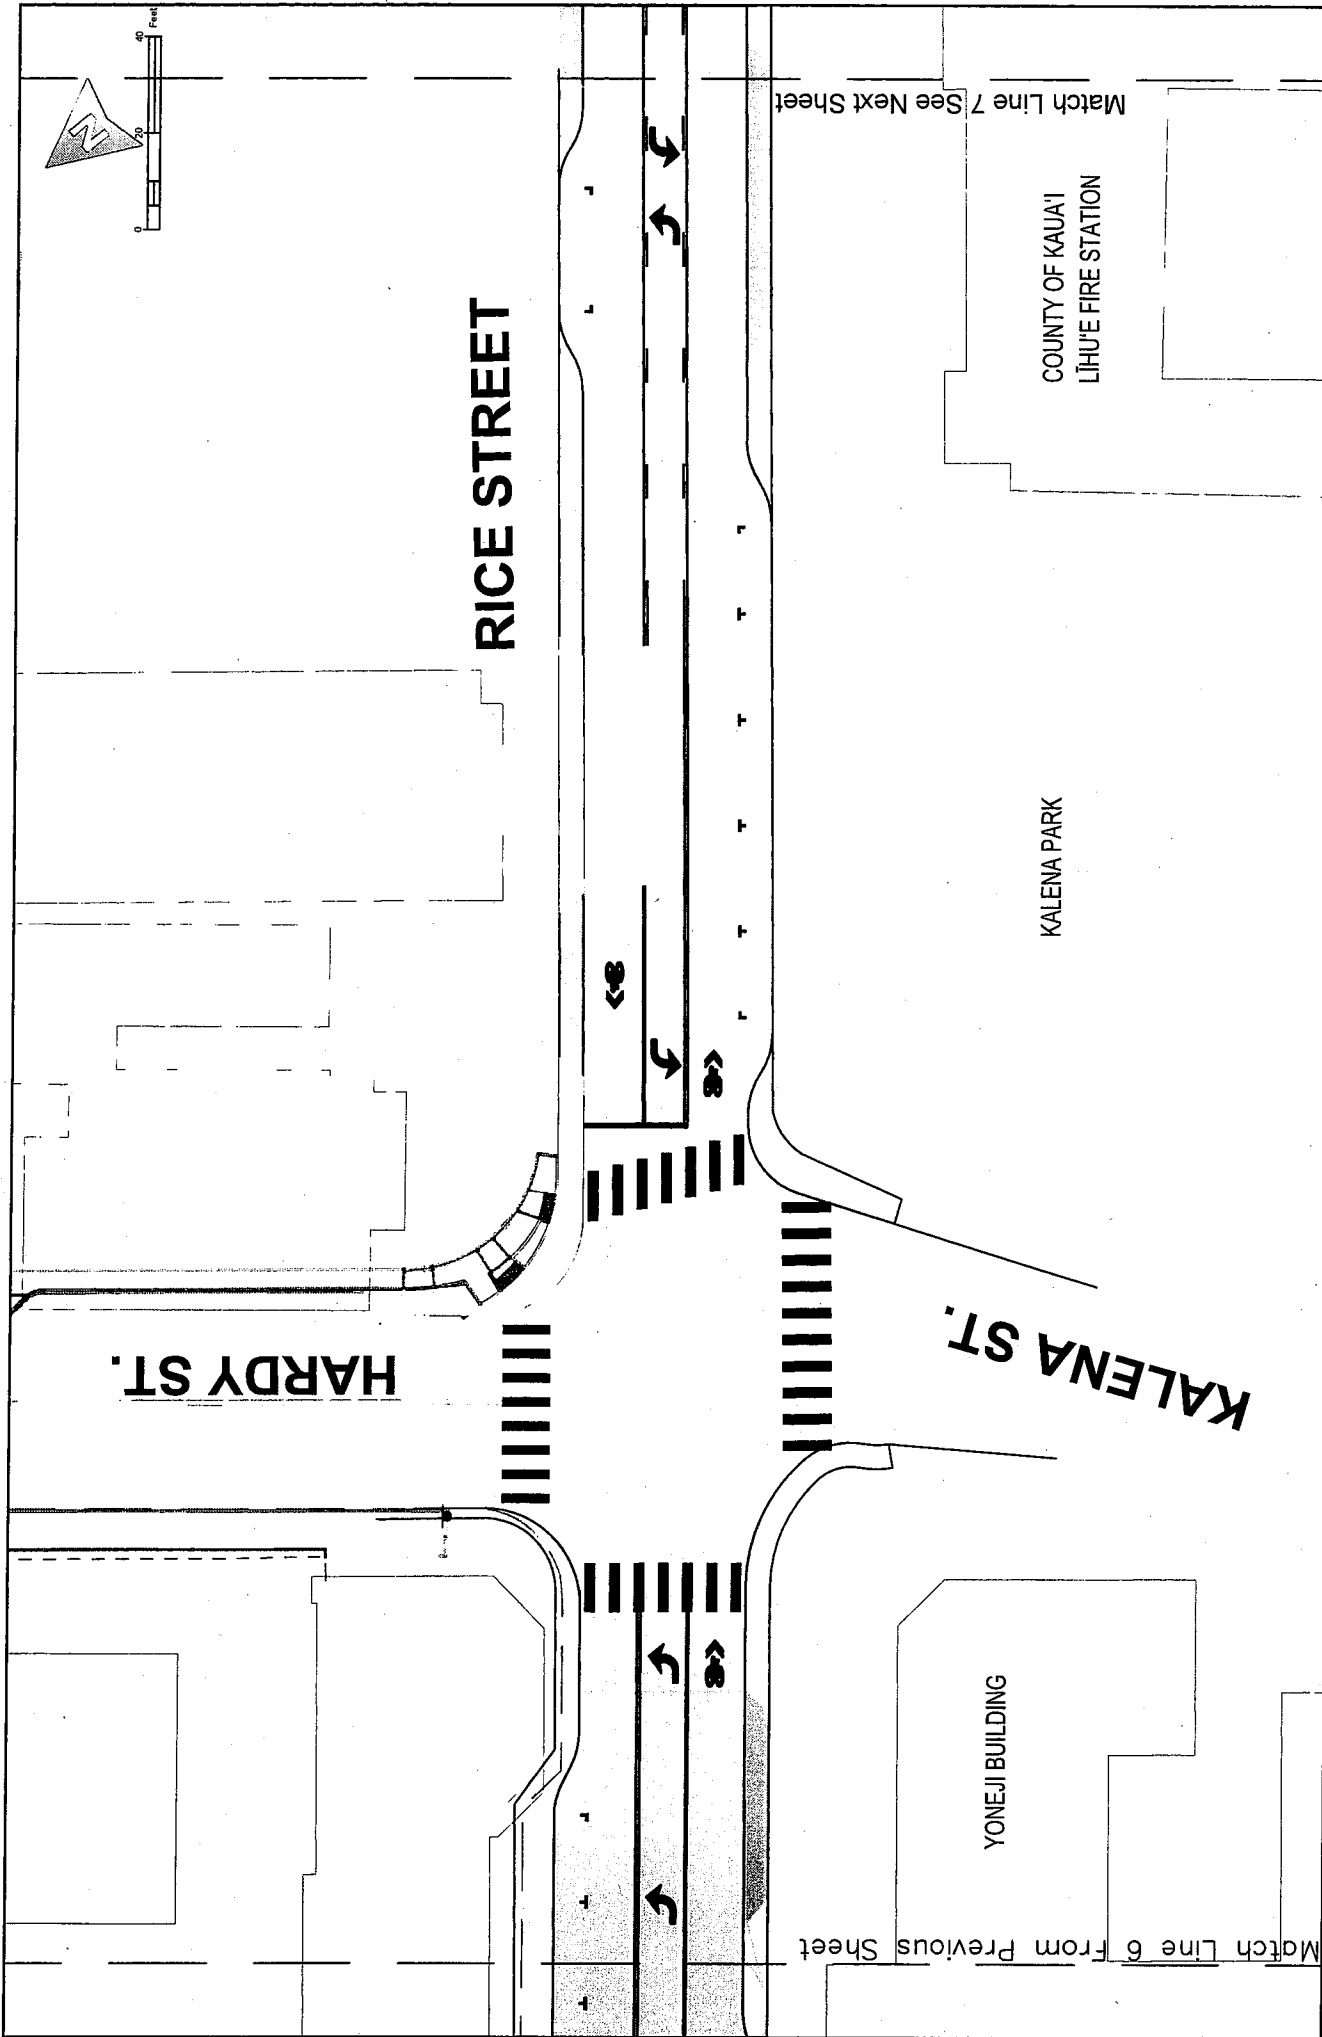 N
0 20 40 Feet
RICE STREET
Match Line 7 See Next Sheet
COUNTY OF KAUA'I
LĪHU'E FIRE STATION
KALENA PARK
HARDY ST.
KALENA ST.
YONEJI BUILDING
Match Line 6 From Previous Sheet